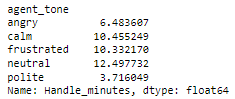 agent_tone
angry 6.483607
calm 10.455249
frustrated 10.332170
neutral 12.497732
polite 3.716049
Name: Handle_minutes, dtype: float64